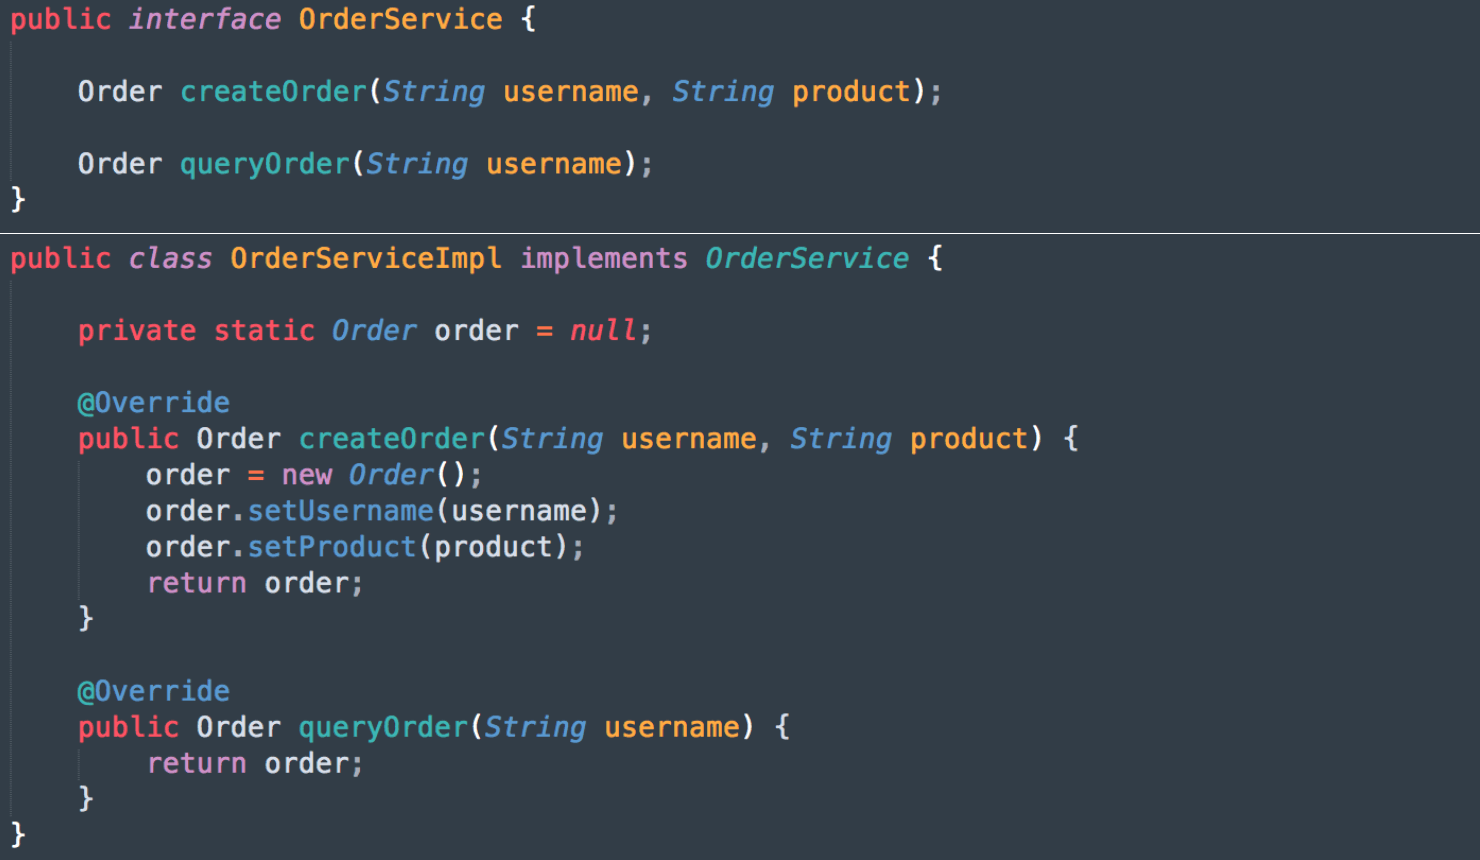 public interface OrderService {
Order createOrder(String username, String product);
Order queryOrder(String username);
}
public class OrderServiceImpl implements OrderService {
private static Order order = null;
@Override
public Order createOrder(String username, String product) {
order = new Order();
order.setUsername(username);
order.setProduct(product);
return order;
}
@Override
public Order queryOrder(String username) {
return order;
}
}